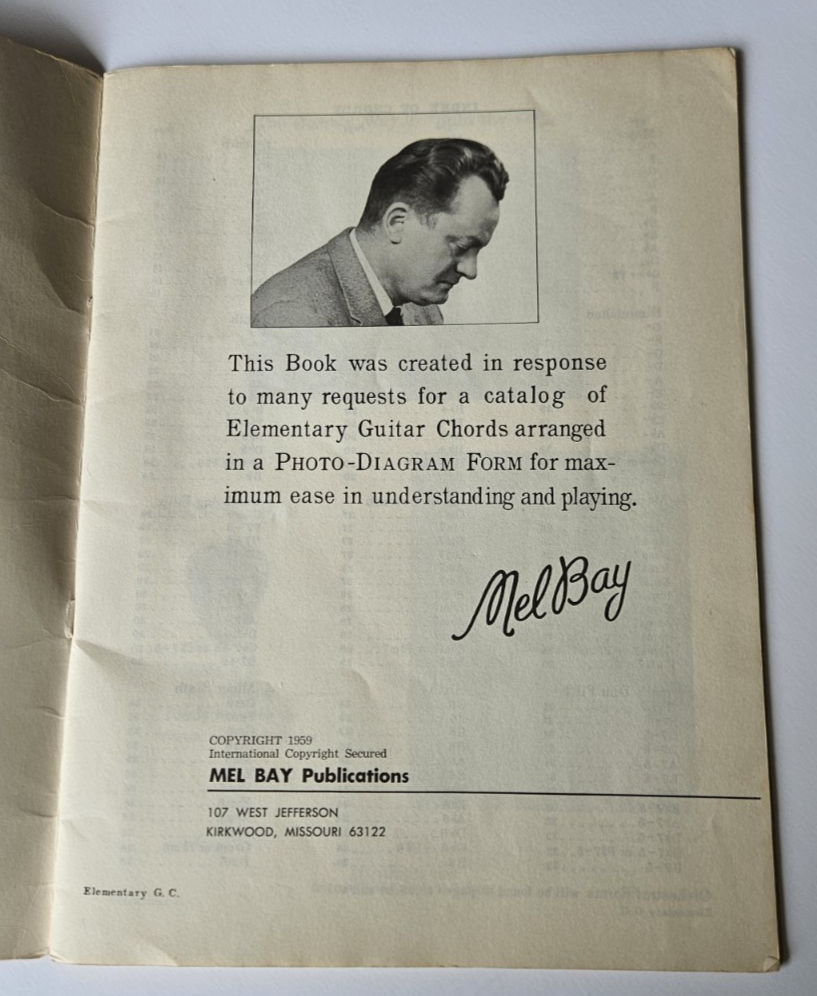 This Book was created in response
to many requests for a catalog of
Elementary Guitar Chords arranged
in a PHOTO-DIAGRAM FORM for max-
imum ease in understanding and playing.
Mel Bay
COPYRIGHT 1959
International Copyright Secured
MEL BAY Publications
107 WEST JEFFERSON
KIRKWOOD, MISSOURI 63122
Elementary G. C.